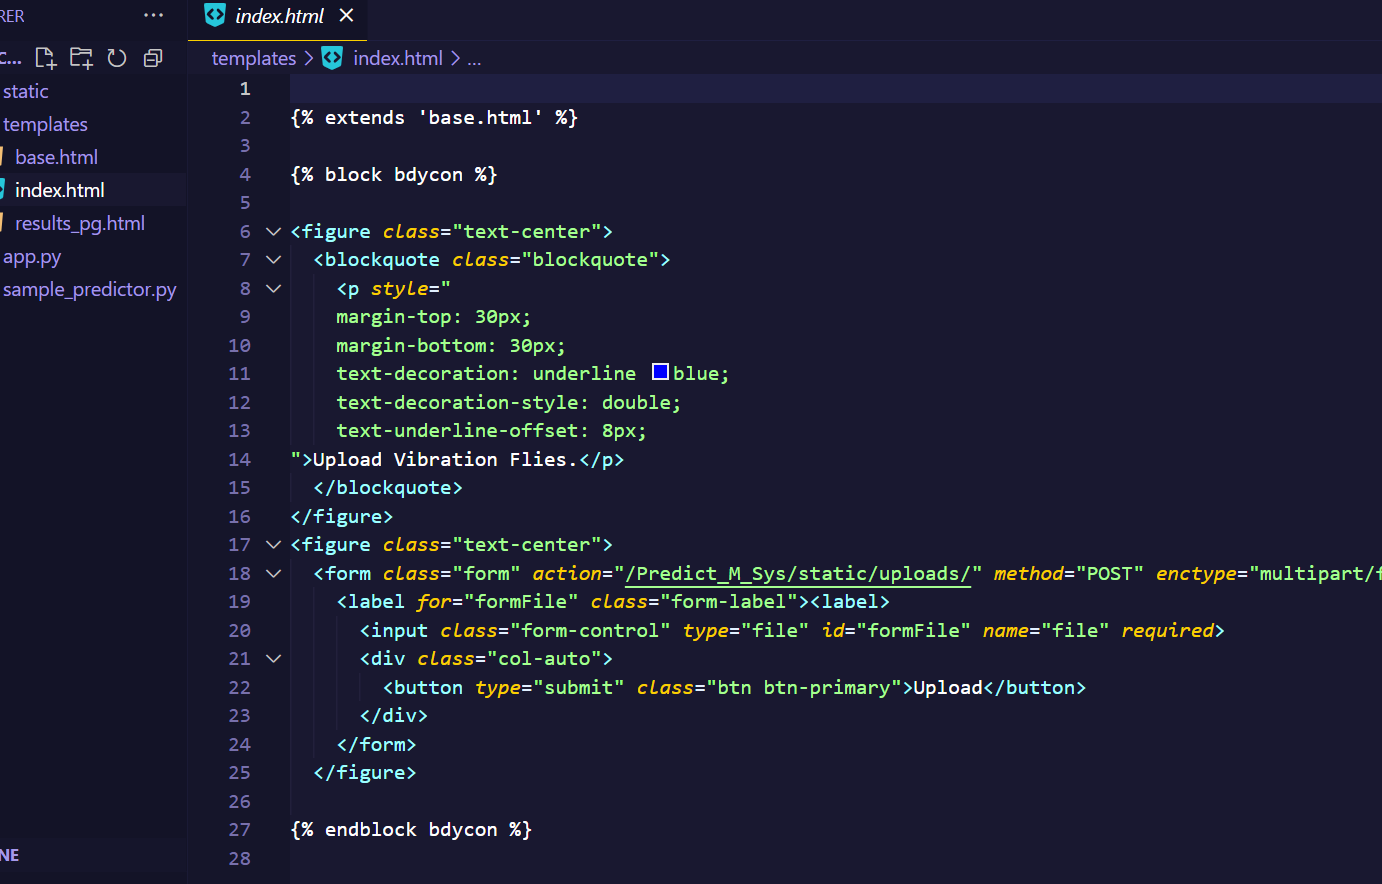 RER ...
index.html
C...
templates > index.html > ...
static
templates
base.html
index.html
results_pg.html
app.py
sample_predictor.py
NE
1
2 {% extends 'base.html' %}
3
4 {% block bdycon %}
5
6 <figure class="text-center">
7 <blockquote class="blockquote">
8 <p style="
9 margin-top: 30px;
10 margin-bottom: 30px;
11 text-decoration: underline blue;
12 text-decoration-style: double;
13 text-underline-offset: 8px;
14 ">Upload Vibration Flies.</p>
15 </blockquote>
16 </figure>
17 <figure class="text-center">
18 <form class="form" action="/Predict_M_Sys/static/uploads/" method="POST" enctype="multipart/f
19 <label for="formFile" class="form-label"><label>
20 <input class="form-control" type="file" id="formFile" name="file" required>
21 <div class="col-auto">
22 <button type="submit" class="btn btn-primary">Upload</button>
23 </div>
24 </form>
25 </figure>
26
27 {% endblock bdycon %}
28